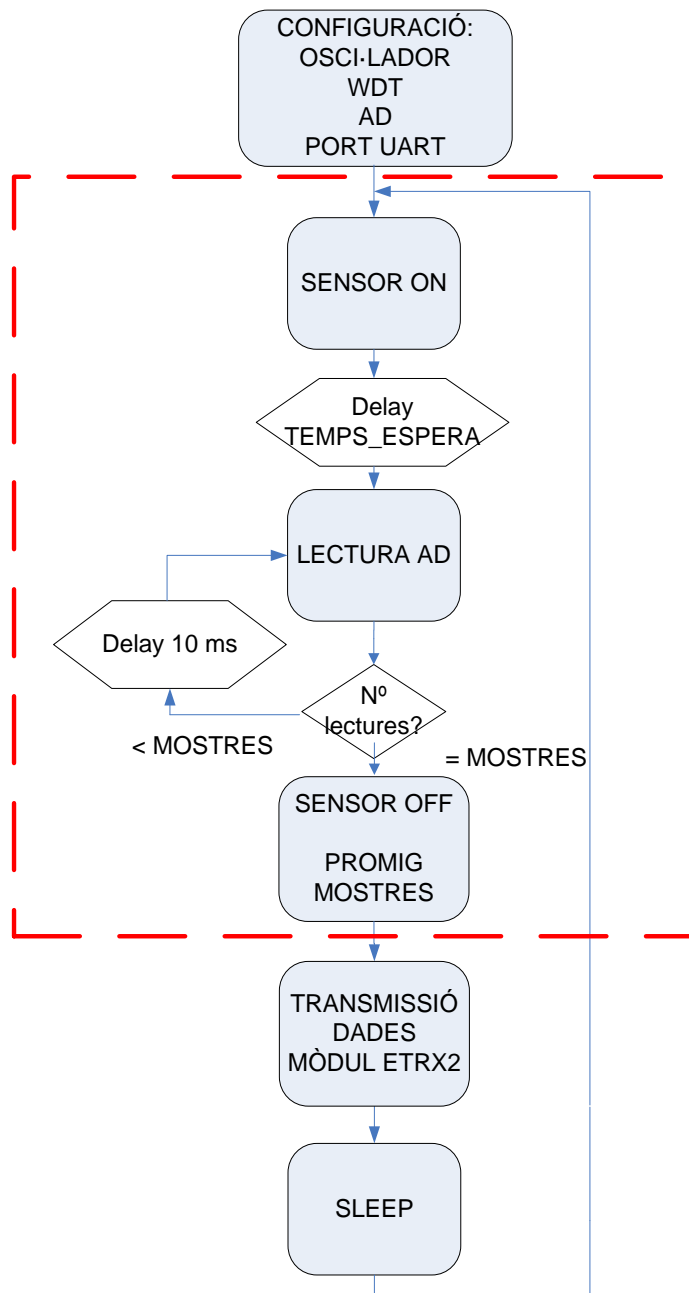 CONFIGURACIÓ:
OSCI·LADOR
WDT
AD
PORT UART
SENSOR ON
Delay
TEMPS_ESPERA
LECTURA AD
Delay 10 ms
Nº
lectures?
< MOSTRES
= MOSTRES
SENSOR OFF
PROMIG
MOSTRES
TRANSMISSIÓ
DADES
MÒDUL ETRX2
SLEEP